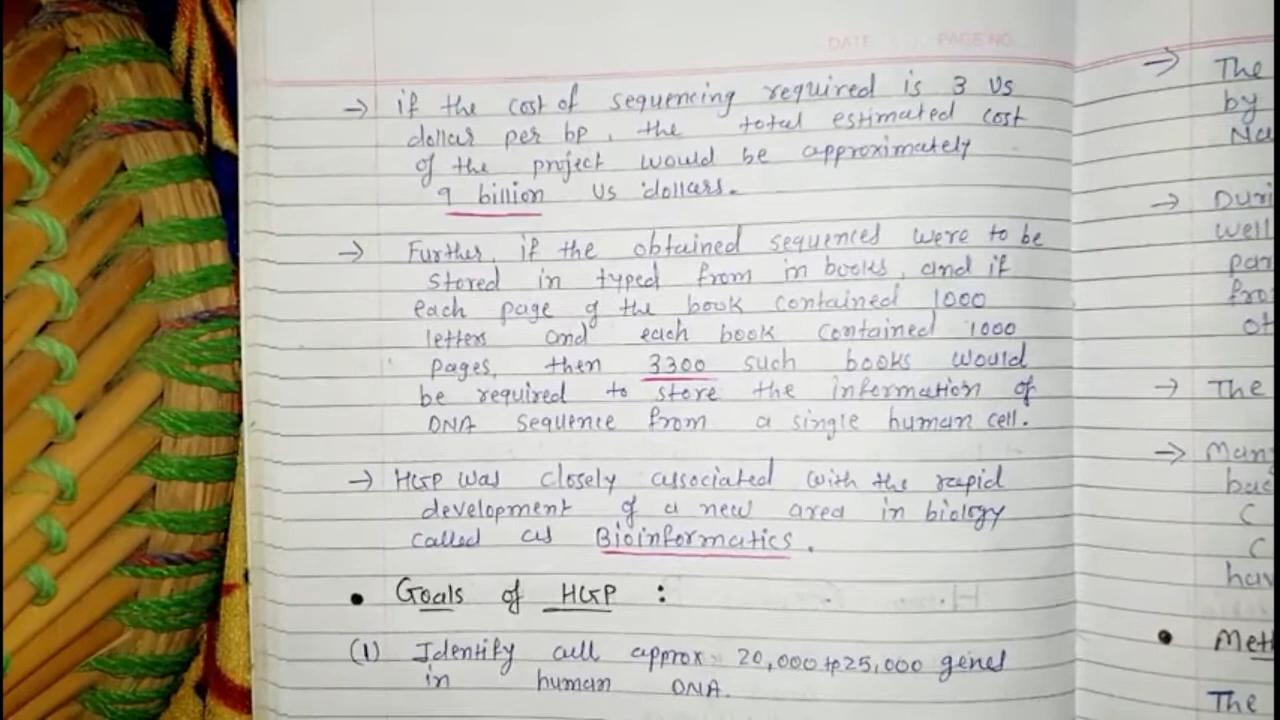 DATE PAGE NO.
→ if the cost of sequencing required is 3 US
dollar per bp, the total estimated cost
of the project would be approximately
9 billion US dollars.
→ Further, if the obtained sequences were to be
stored in typed from in books, and if
each page of the book contained 1000
letters and each book contained 1000
pages, then 3300 such books would
be required to store the information of
DNA sequence from a single human cell.
→ HGP was closely associated with the rapid
development of a new area in biology
called as Bioinformatics.
• Goals of HGP :
(1) Identify all approx. 20,000 to 25,000 genes
in human DNA.
→ The
by
→
well
→ The
→
•
The